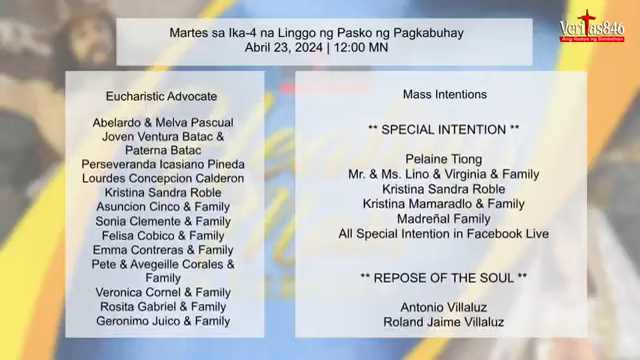 Martes sa Ika-4 na Linggo ng Pasko ng Pagkabuhay
Abril 23, 2024 | 12:00 MN
Veritas846
Ang Radyo ng Simbahan
Eucharistic Advocate
Abelardo & Melva Pascual
Joven Ventura Batac &
Paterna Batac
Perseveranda Icasiano Pineda
Lourdes Concepcion Calderon
Kristina Sandra Roble
Asuncion Cinco & Family
Sonia Clemente & Family
Felisa Cobico & Family
Emma Contreras & Family
Pete & Avegeille Corales &
Family
Veronica Cornel & Family
Rosita Gabriel & Family
Geronimo Juico & Family
Mass Intentions
** SPECIAL INTENTION **
Pelaine Tiong
Mr. & Ms. Lino & Virginia & Family
Kristina Sandra Roble
Kristina Mamaradlo & Family
Madreñal Family
All Special Intention in Facebook Live
** REPOSE OF THE SOUL **
Antonio Villaluz
Roland Jaime Villaluz